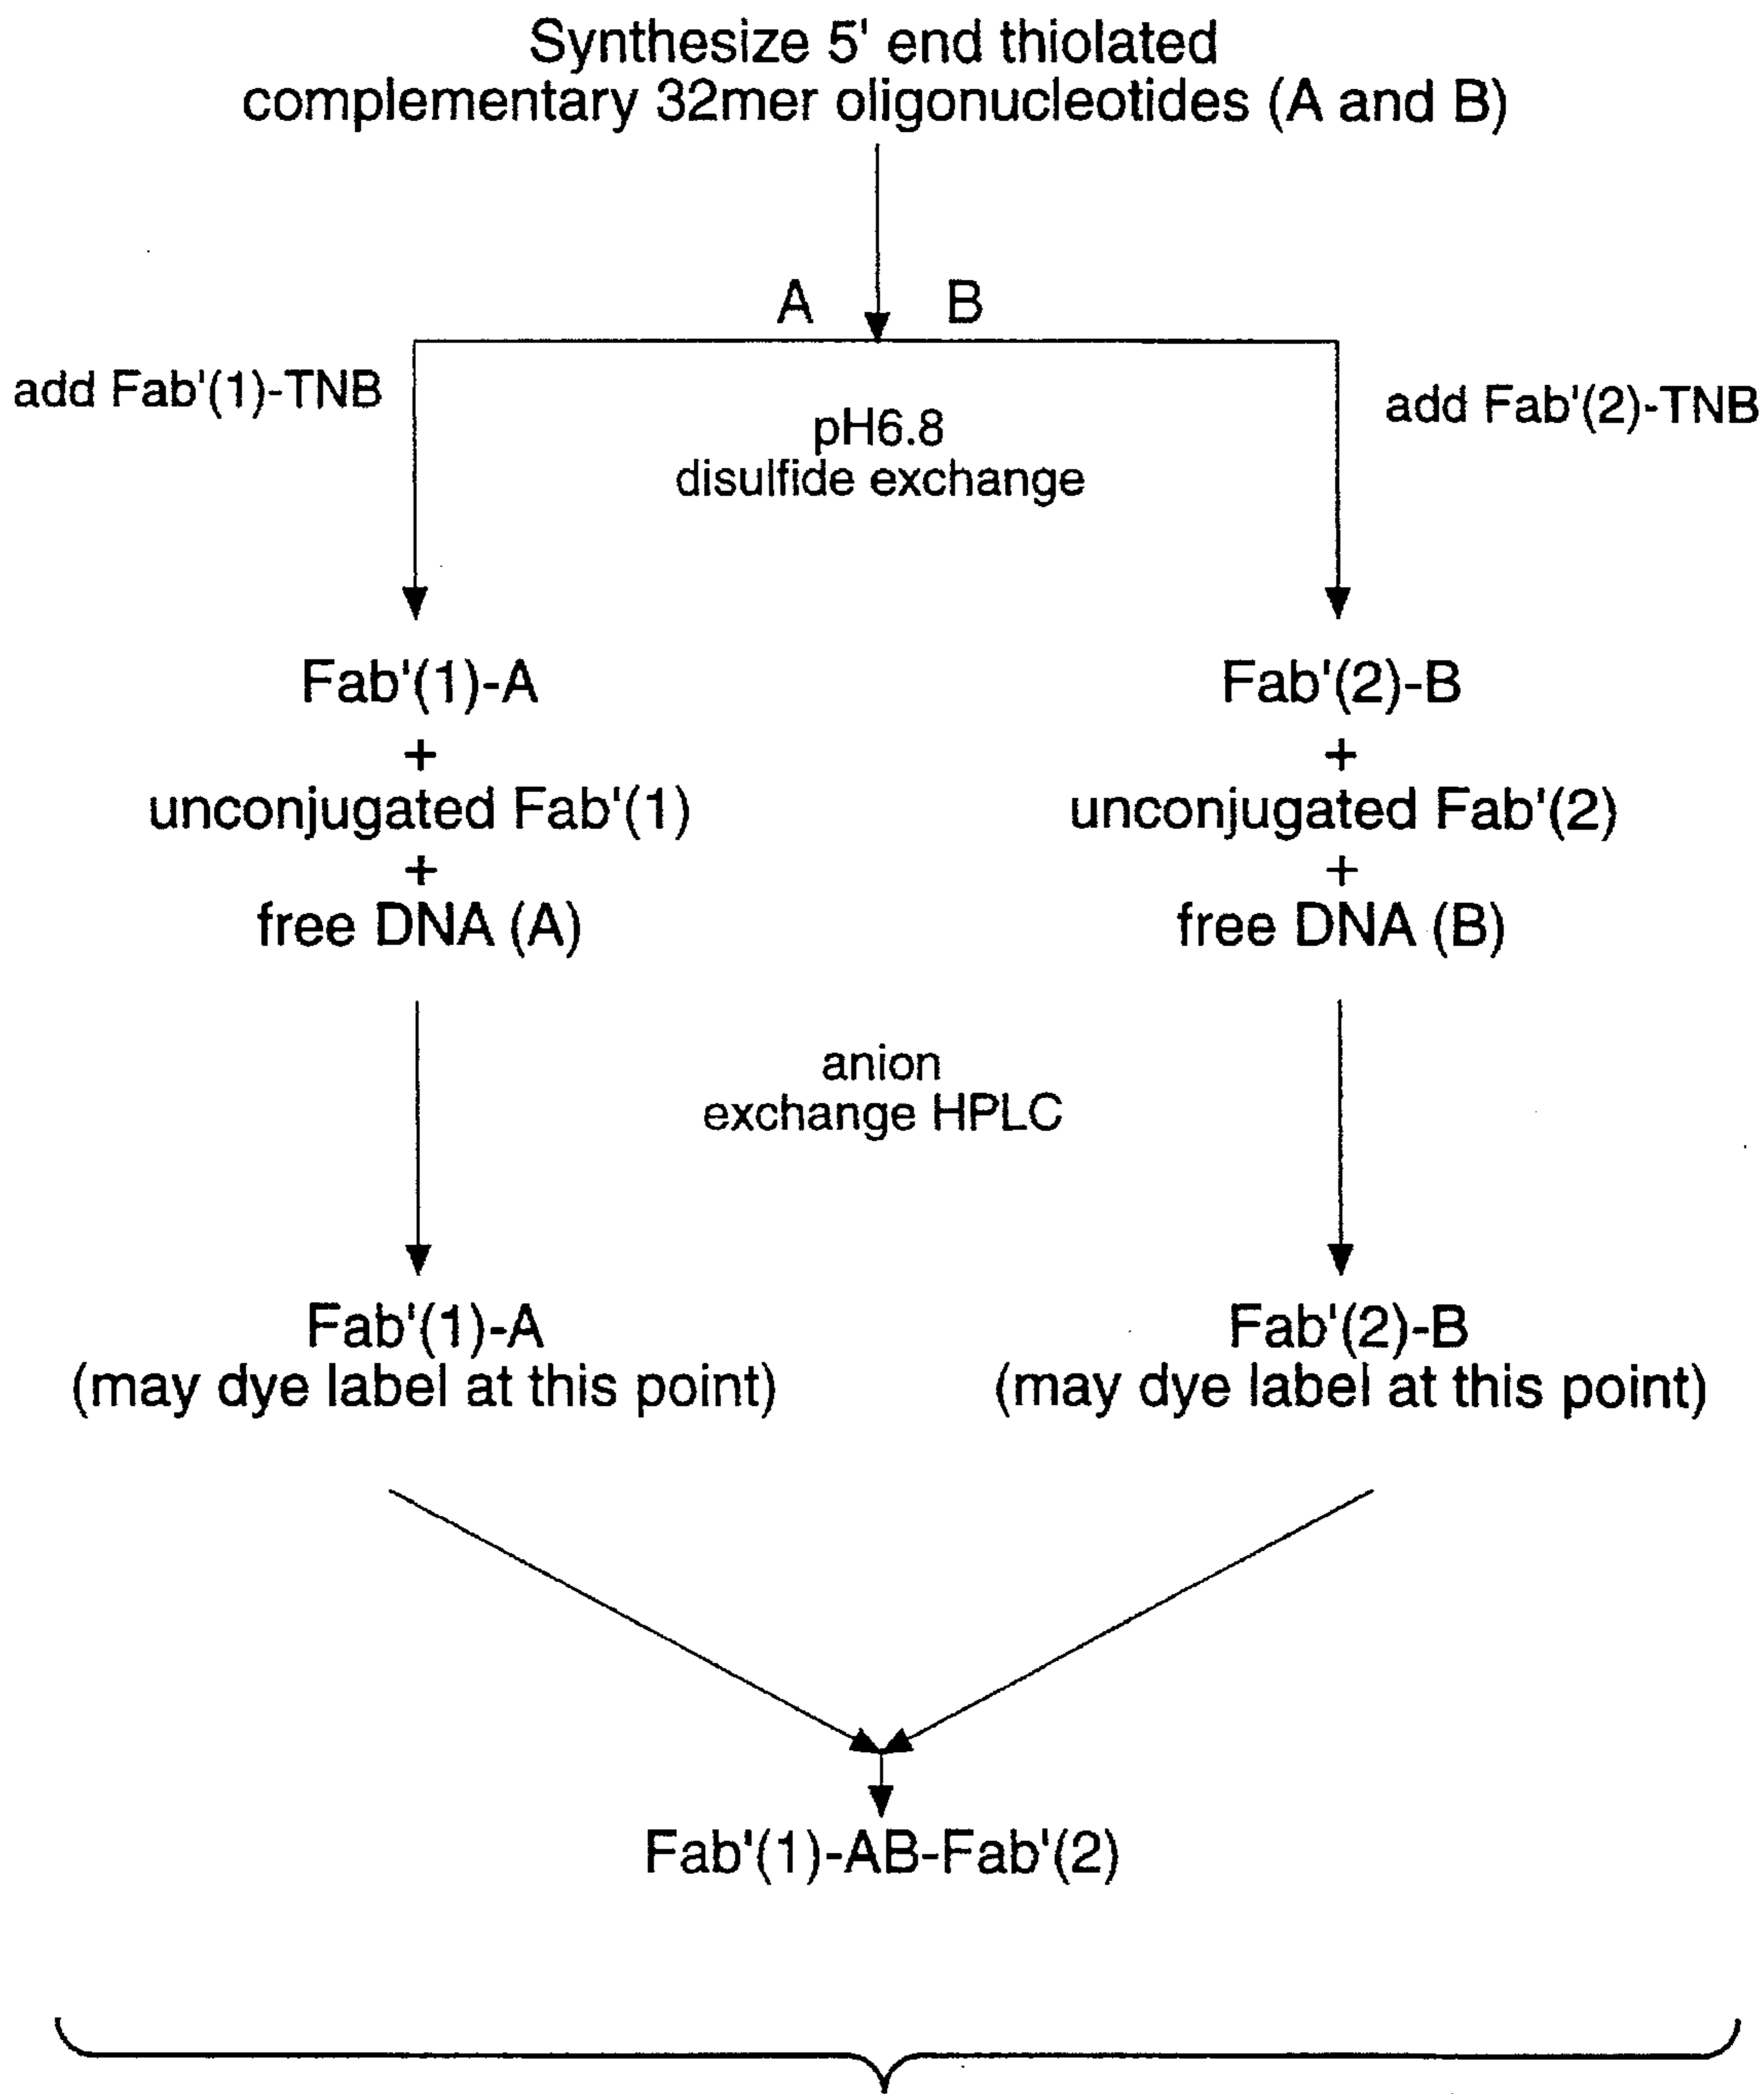 Synthesize 5' end thiolated
complementary 32mer oligonucleotides (A and B)
A
B
add Fab'(1)-TNB
add Fab'(2)-TNB
pH6.8
disulfide exchange
Fab'(1)-A
+
unconjugated Fab'(1)
+
free DNA (A)
Fab'(2)-B
+
unconjugated Fab'(2)
+
free DNA (B)
anion
exchange HPLC
Fab'(1)-A
(may dye label at this point)
Fab'(2)-B
(may dye label at this point)
Fab'(1)-AB-Fab'(2)